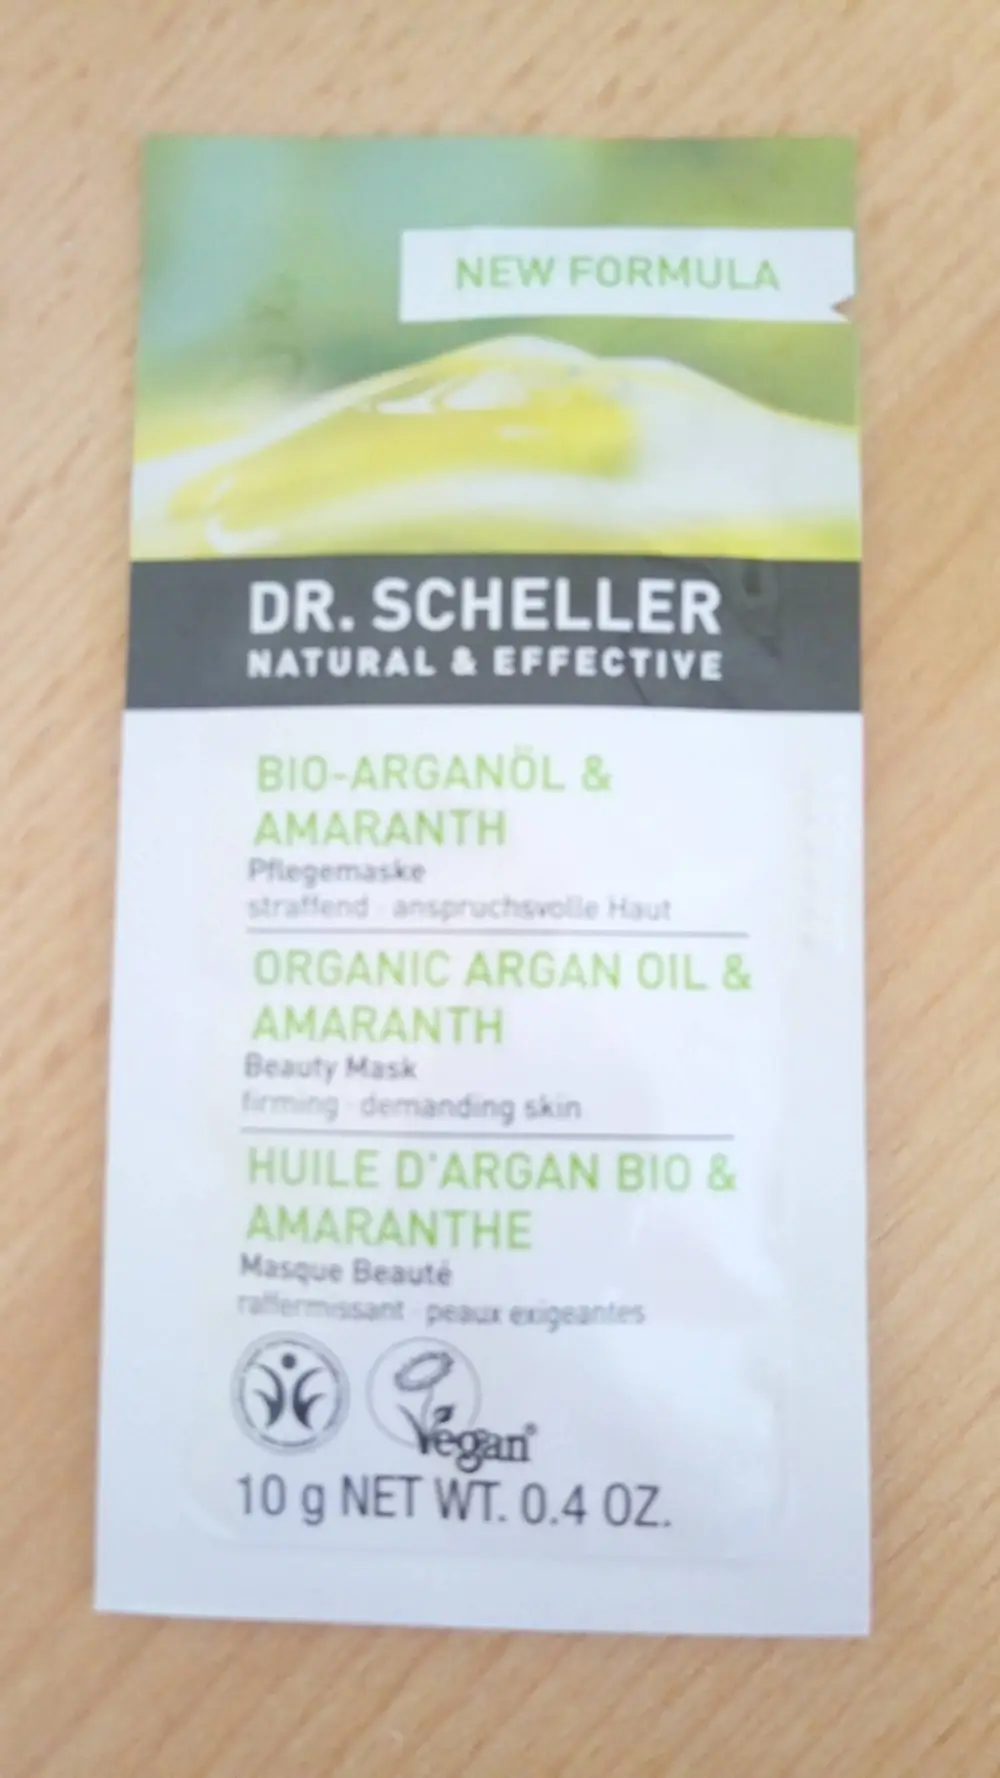 NEW FORMULA
DR. SCHELLER
NATURAL & EFFECTIVE
BIO-ARGANÖL &
AMARANTH
Pflegemaske
straffend · anspruchsvolle Haut
ORGANIC ARGAN OIL &
AMARANTH
Beauty Mask
firming · demanding skin
HUILE D'ARGAN BIO &
AMARANTHE
Masque Beauté
raffermissant · peaux exigeantes
Vegan®
10 g NET WT. 0.4 OZ.